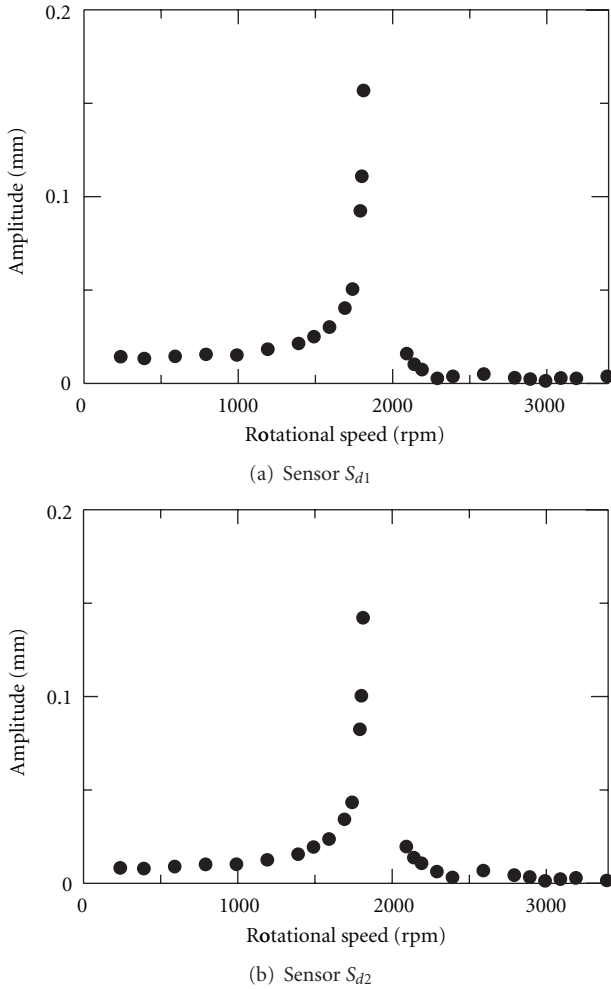 0.2
0.1
0
Amplitude (mm)
0 1000 2000 3000
Rotational speed (rpm)
(a) Sensor Sd1
0.2
0.1
0
Amplitude (mm)
0 1000 2000 3000
Rotational speed (rpm)
(b) Sensor Sd2